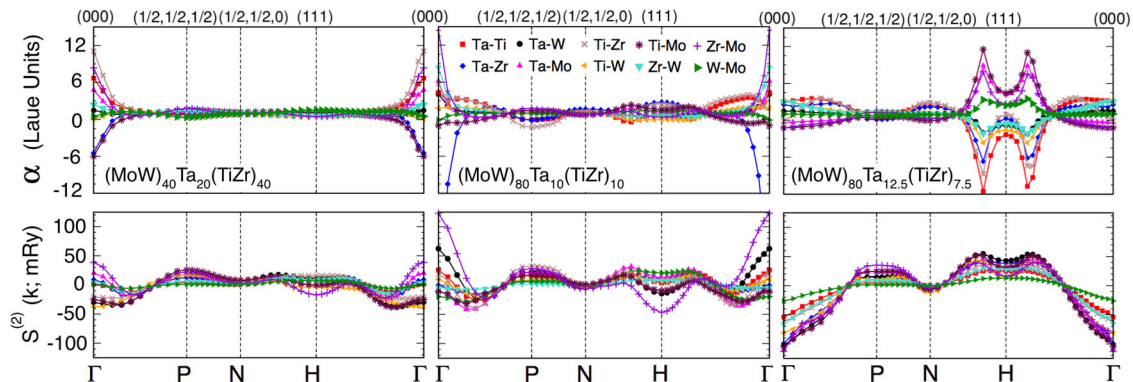 (000) (1/2,1/2,1/2) (1/2,1/2,0) (111) (000) (1/2,1/2,1/2) (1/2,1/2,0) (111) (000) (1/2,1/2,1/2) (1/2,1/2,0) (111) (000)
α (Laue Units)
12
6
0
-6
-12
(MoW)40Ta20(TiZr)40
Ta-Ti Ta-W Ti-Zr Ti-Mo Zr-Mo
Ta-Zr Ta-Mo Ti-W Zr-W W-Mo
(MoW)80Ta10(TiZr)10
(MoW)80Ta12.5(TiZr)7.5
S(2) (k; mRy)
100
50
0
-50
-100
Γ P N H Γ P N H Γ P N H Γ